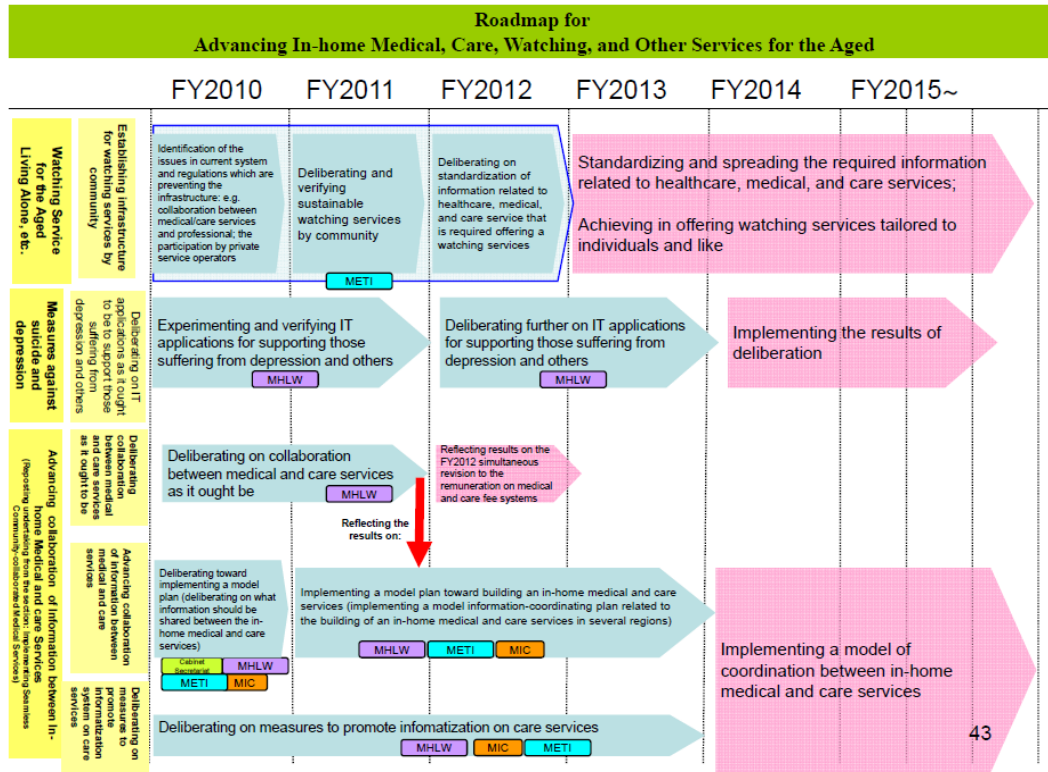 Roadmap for
Advancing In-home Medical, Care, Watching, and Other Services for the Aged
FY2010
FY2011
FY2012
FY2013
FY2014
FY2015~
Watching Service
for the Aged
Living Alone, etc.
Establishing infrastructure
for watching services by
community
Identification of the
issues in current system
and regulations which are
preventing the
infrastructure: e.g.
collaboration between
medical/care services
and professional; the
participation by private
service operators
Deliberating and
verifying
sustainable
watching services
by community
METI
Deliberating on
standardization of
information related to
healthcare, medical,
and care service that
is required offering a
watching services
Standardizing and spreading the required information
related to healthcare, medical, and care services;
Achieving in offering watching services tailored to
individuals and like
Measures against
suicide and
depression
Deliberating on IT
applications as it ought
to be to support those
suffering from
depression and others
Experimenting and verifying IT
applications for supporting those
suffering from depression and others
MHLW
Deliberating further on IT applications
for supporting those suffering from
depression and others
MHLW
Implementing the results of
deliberation
Advancing collaboration of Information between In-
home Medical and care Services
(Reposting undertaking from the section: Implementing Seamless
Community-collaborated Medical Services)
Deliberating
collaboration
between medical
and care services
as it ought to be
Deliberating on collaboration
between medical and care services
as it ought be
MHLW
Reflecting results on the
FY2012 simultaneous
revision to the
remuneration on medical
and care fee systems
Reflecting the
results on:
Advancing collaboration
of information between
medical and care
services
Deliberating toward
implementing a model
plan (deliberating on what
information should be
shared between the in-
home medical and care
services)
Cabinet
Secretariat
MHLW
METI
MIC
Implementing a model plan toward building an in-home medical and care
services (implementing a model information-coordinating plan related to
the building of an in-home medical and care services in several regions)
MHLW
METI
MIC
Implementing a model of
coordination between in-home
medical and care services
Deliberating on
measures to
promote
informatization
system on care
services
Deliberating on measures to promote infomatization on care services
MHLW
MIC
METI
43